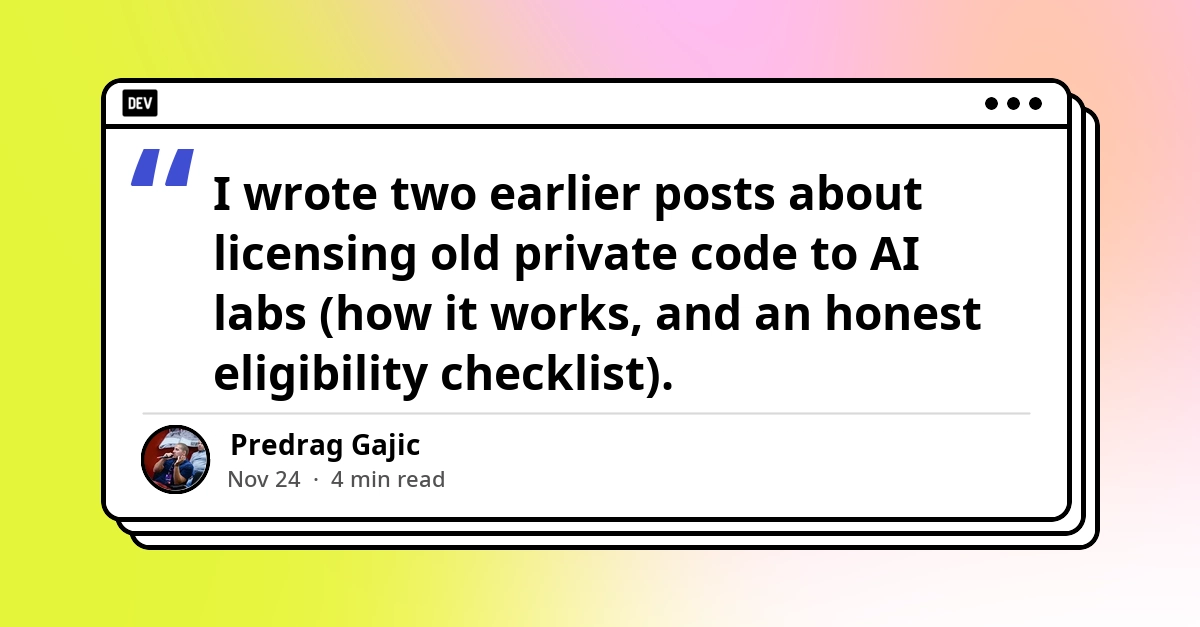 DEV
“
I wrote two earlier posts about
licensing old private code to AI
labs (how it works, and an honest
eligibility checklist).
Predrag Gajic
Nov 24 · 4 min read